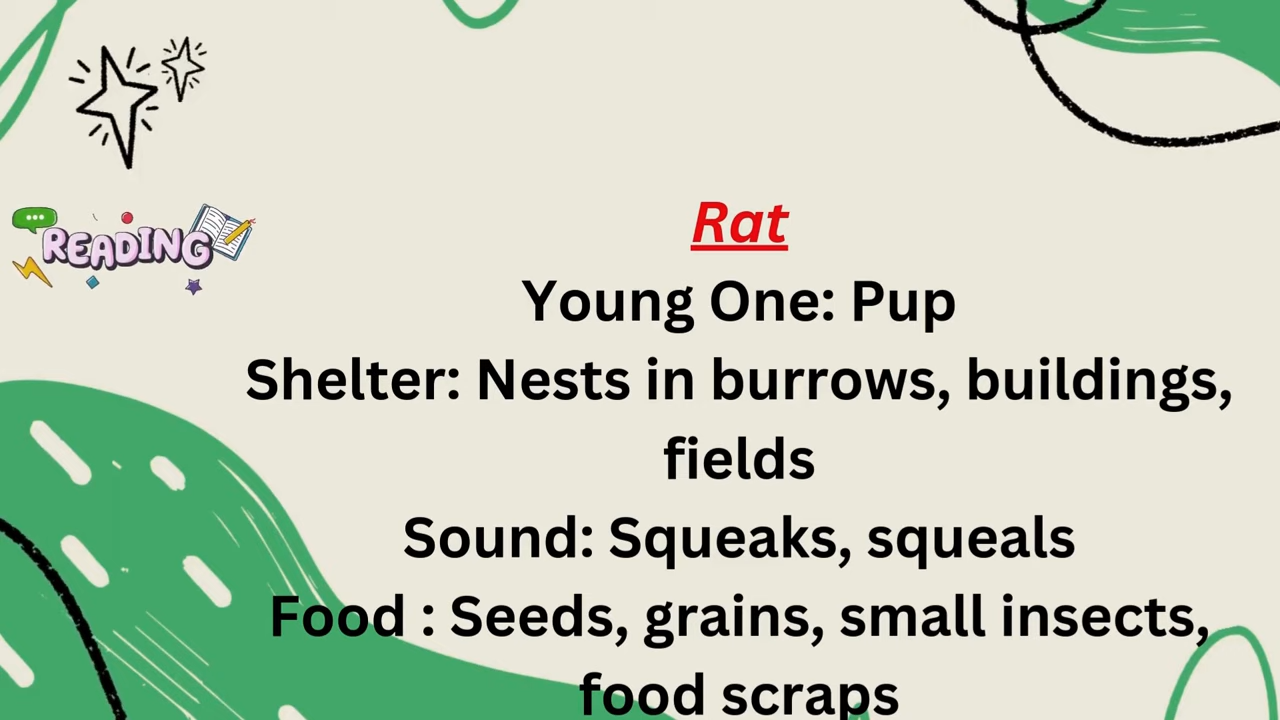 READING
Rat
Young One: Pup
Shelter: Nests in burrows, buildings,
fields
Sound: Squeaks, squeals
Food : Seeds, grains, small insects,
food scraps